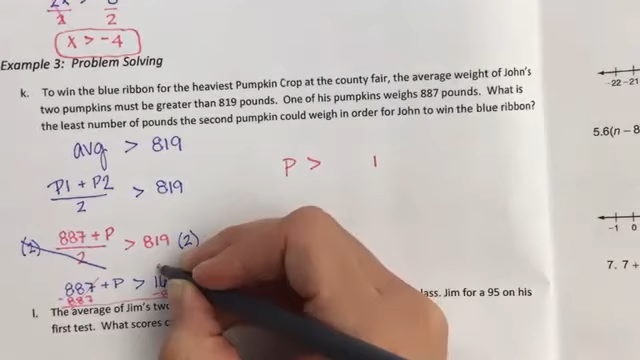 2x > 8
2 2
x > -4
Example 3: Problem Solving
k. To win the blue ribbon for the heaviest Pumpkin Crop at the county fair, the average weight of John's
two pumpkins must be greater than 819 pounds. One of his pumpkins weighs 887 pounds. What is
the least number of pounds the second pumpkin could weigh in order for John to win the blue ribbon?
avg > 819
P1 + P2 > 819
2
P > 1
(2) 887 + P > 819 (2)
2
887 + P > 16
-887 -8
l. The average of Jim's two
lass. Jim for a 95 on his
first test. What scores
-22 -21
5.6(n – 8
-1 0
7. 7 +